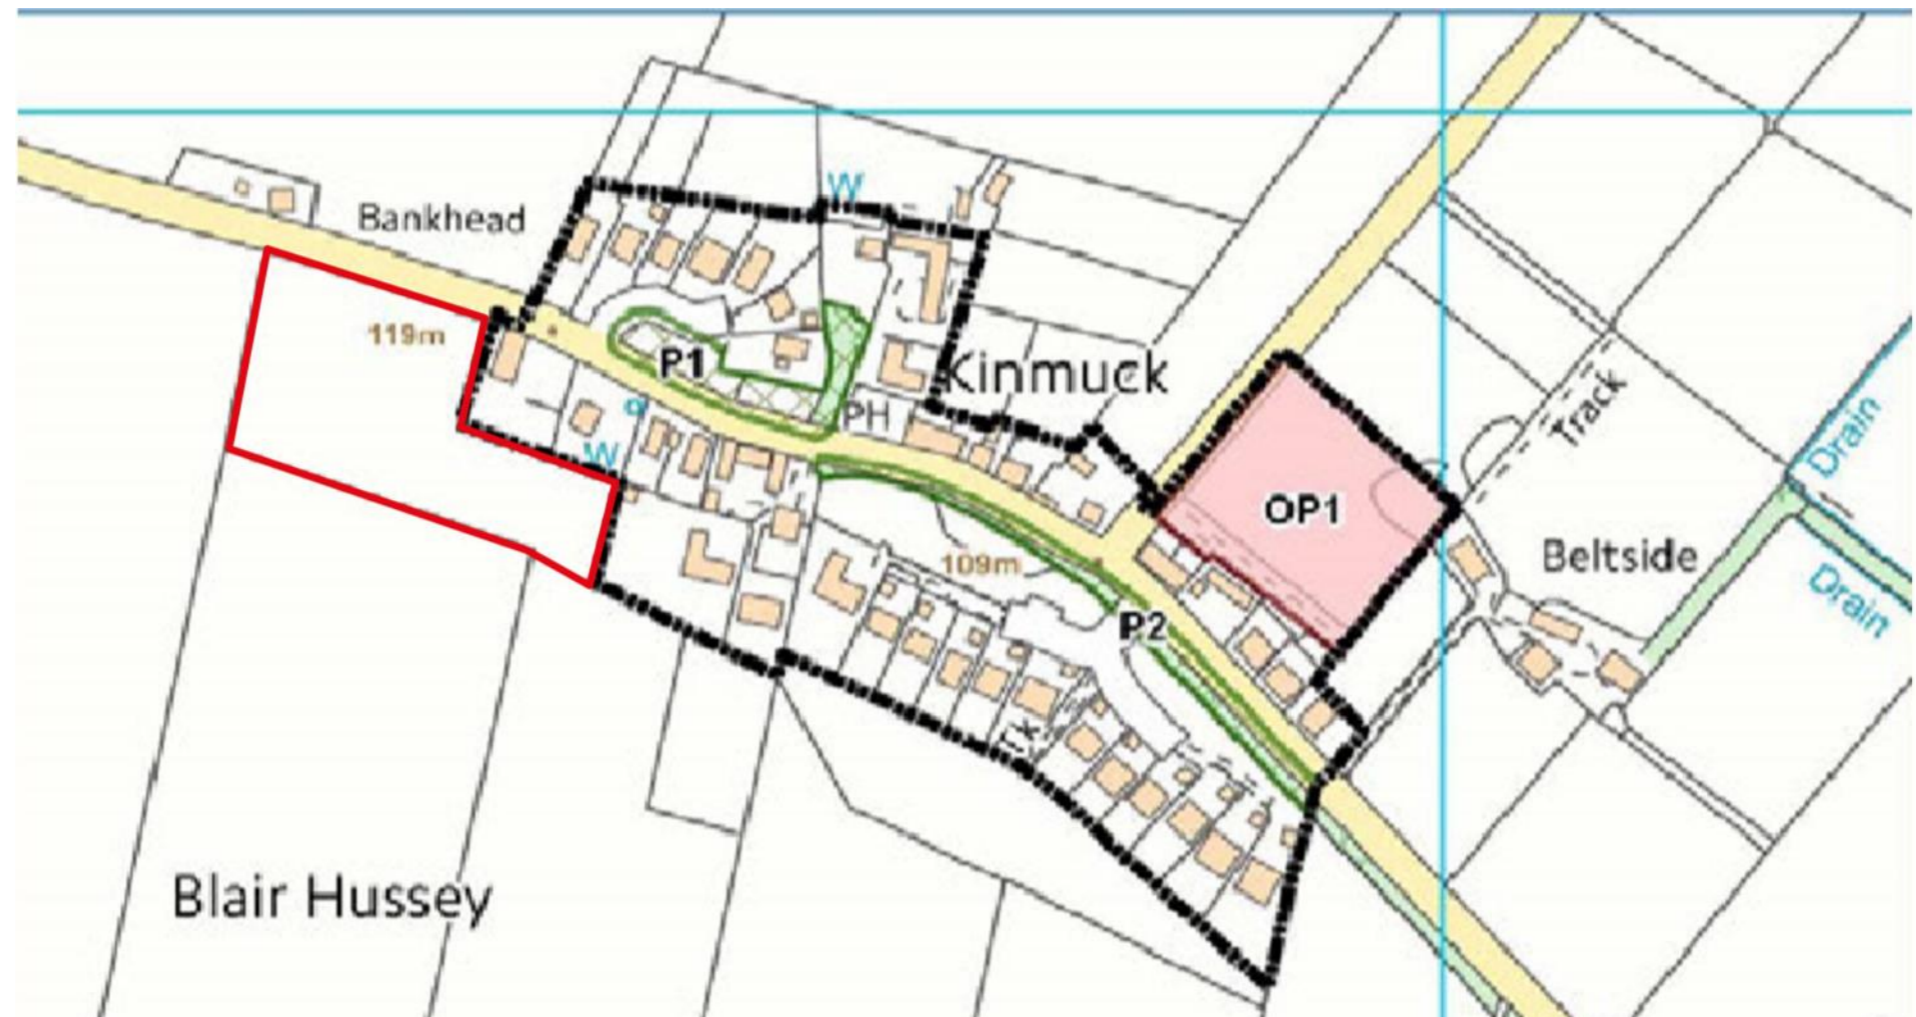 W
Bankhead
119m
P1
Kinmuck
PH
Track
W
Drain
OP1
109m
Beltside
Drain
P2
Blair Hussey